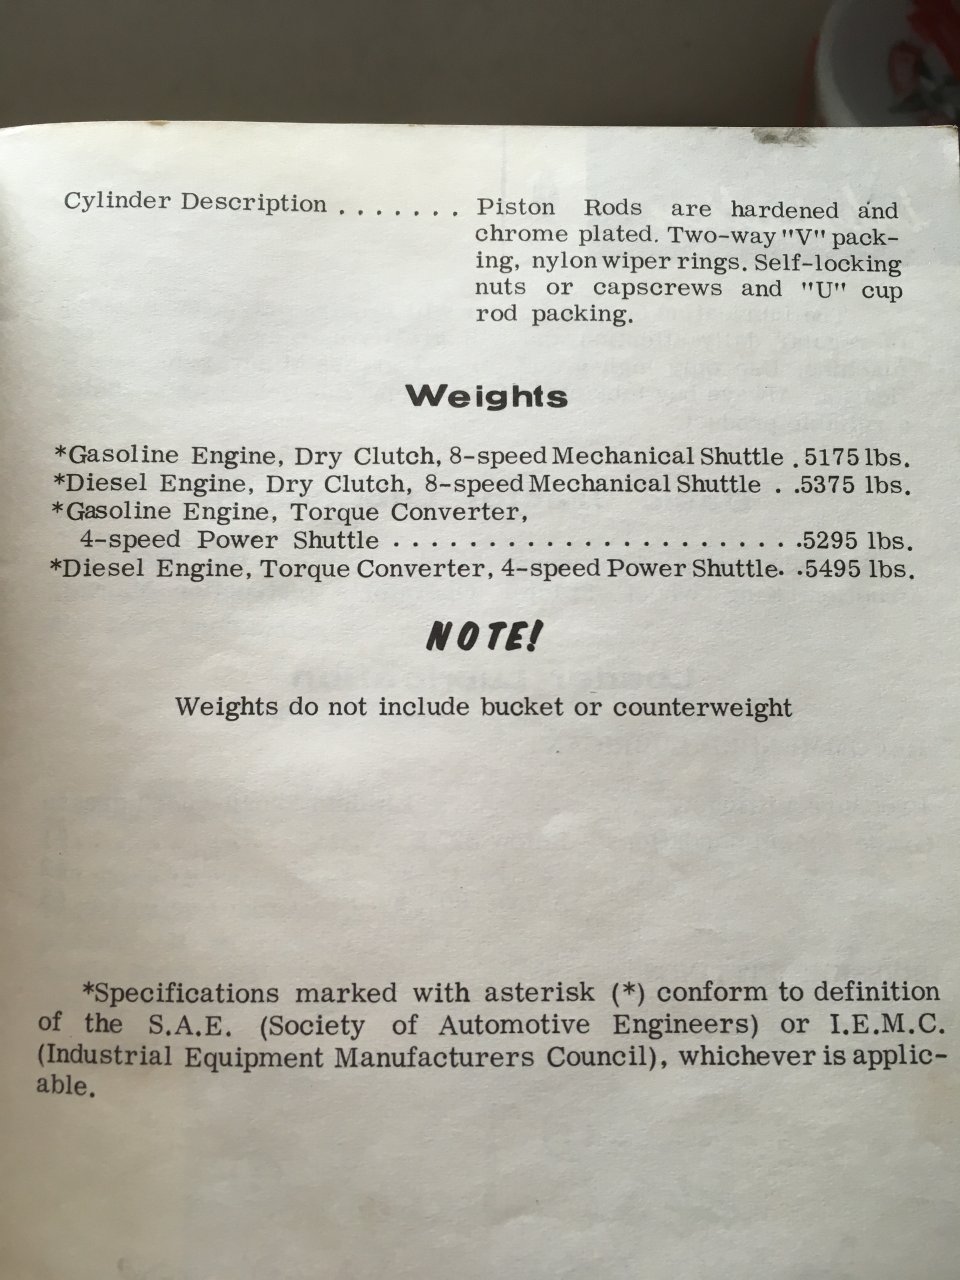 Cylinder Description . . . . . . . Piston Rods are hardened and
chrome plated. Two-way "V" pack-
ing, nylon wiper rings. Self-locking
nuts or capscrews and "U" cup
rod packing.
Weights
*Gasoline Engine, Dry Clutch, 8-speed Mechanical Shuttle . 5175 lbs.
*Diesel Engine, Dry Clutch, 8-speed Mechanical Shuttle . . 5375 lbs.
*Gasoline Engine, Torque Converter,
4-speed Power Shuttle . . . . . . . . . . . . . . . . . . . . . . 5295 lbs.
*Diesel Engine, Torque Converter, 4-speed Power Shuttle. . 5495 lbs.
NOTE!
Weights do not include bucket or counterweight
*Specifications marked with asterisk (*) conform to definition
of the S.A.E. (Society of Automotive Engineers) or I.E.M.C.
(Industrial Equipment Manufacturers Council), whichever is applic-
able.